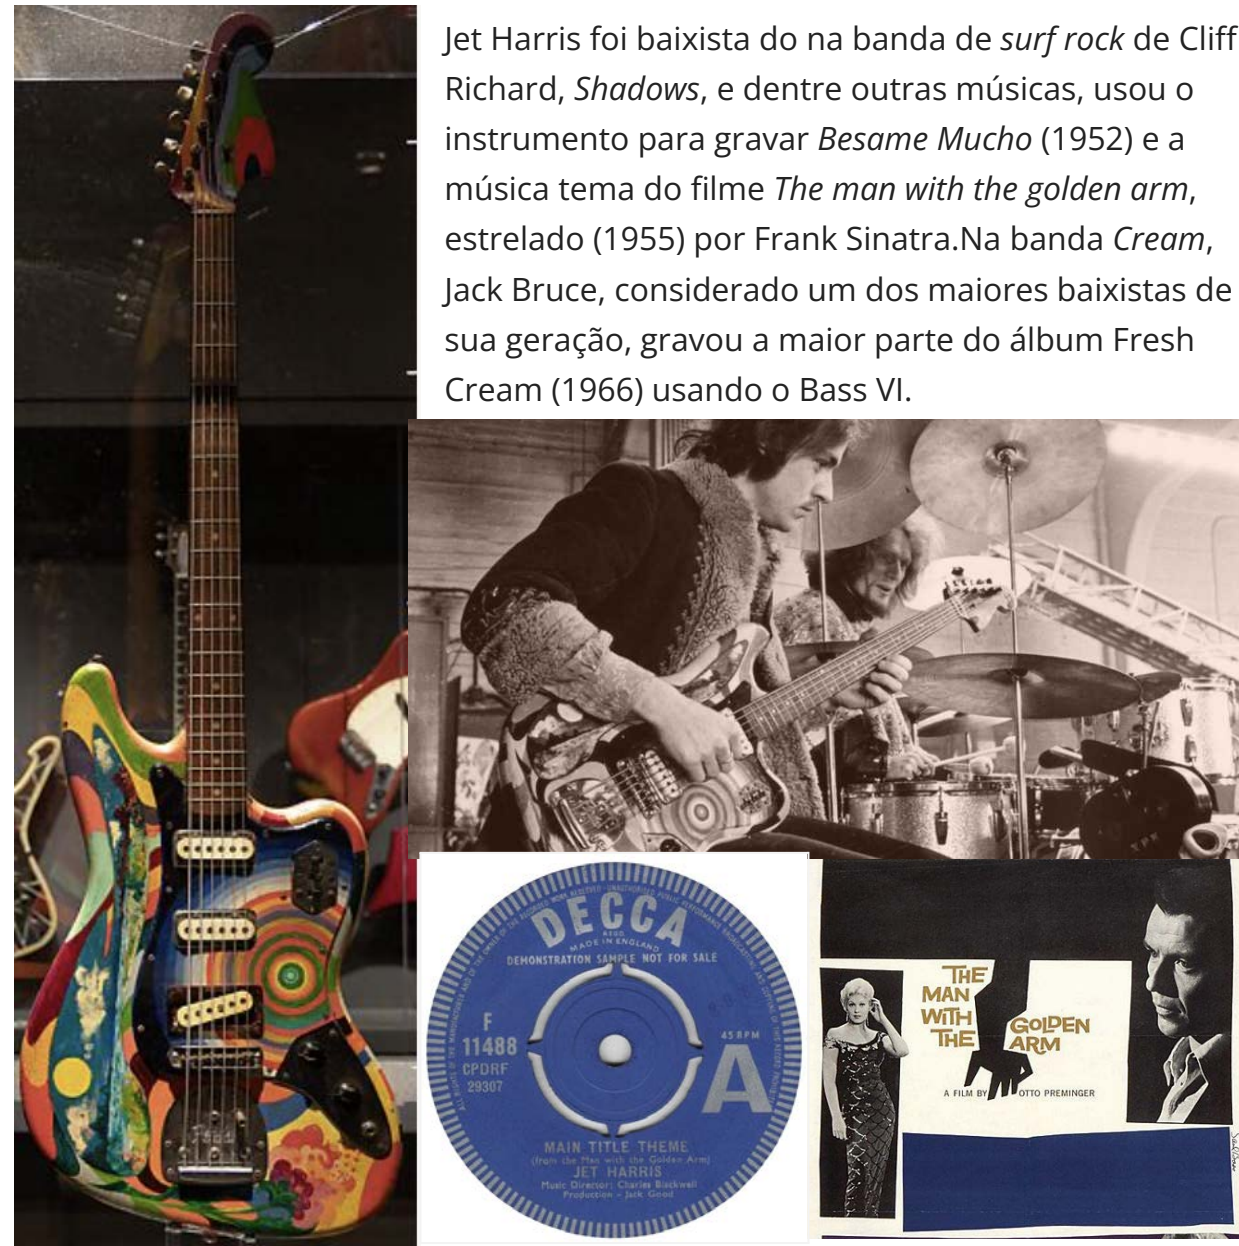 Jet Harris foi baixista do na banda de surf rock de Cliff
Richard, Shadows, e dentre outras músicas, usou o
instrumento para gravar Besame Mucho (1952) e a
música tema do filme The man with the golden arm,
estrelado (1955) por Frank Sinatra.Na banda Cream,
Jack Bruce, considerado um dos maiores baixistas de
sua geração, gravou a maior parte do álbum Fresh
Cream (1966) usando o Bass VI.
DECCA
MADE IN ENGLAND
DEMONSTRATION SAMPLE NOT FOR SALE
F
11488
CPDRF
29307
45 RPM
A
MAIN TITLE THEME
(from the Man with the Golden Arm)
JET HARRIS
Music Director: Charles Blackwell
Production - Jack Good
THE
MAN
WITH
THE
GOLDEN
ARM
A FILM BY OTTO PREMINGER